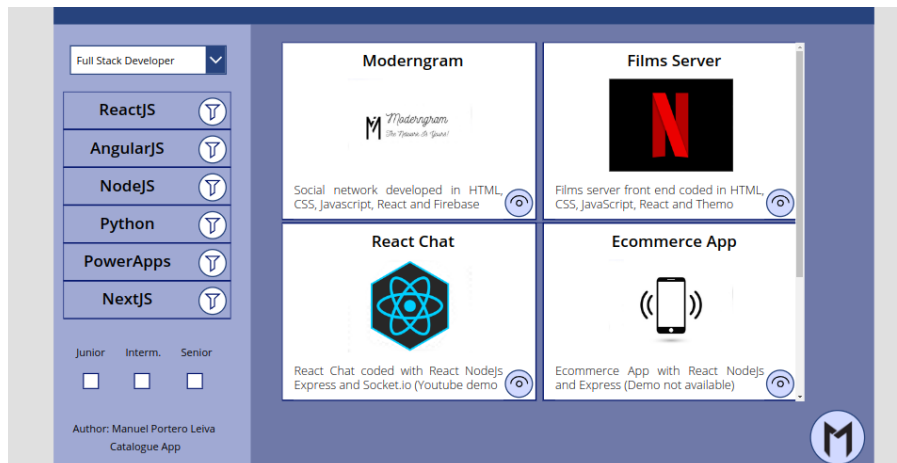 Full Stack Developer
ReactJS
AngularJS
NodeJS
Python
PowerApps
NextJS
Junior Interm. Senior
Author: Manuel Portero Leiva
Catalogue App
Moderngram
Moderngham
The Network Is Yours!
Social network developed in HTML,
CSS, Javascript, React and Firebase
Films Server
N
Films server front end coded in HTML,
CSS, JavaScript, React and Themo
React Chat
React Chat coded with React NodeJs
Express and Socket.io (Youtube demo
Ecommerce App
Ecommerce App with React NodeJs
and Express (Demo not available)
M